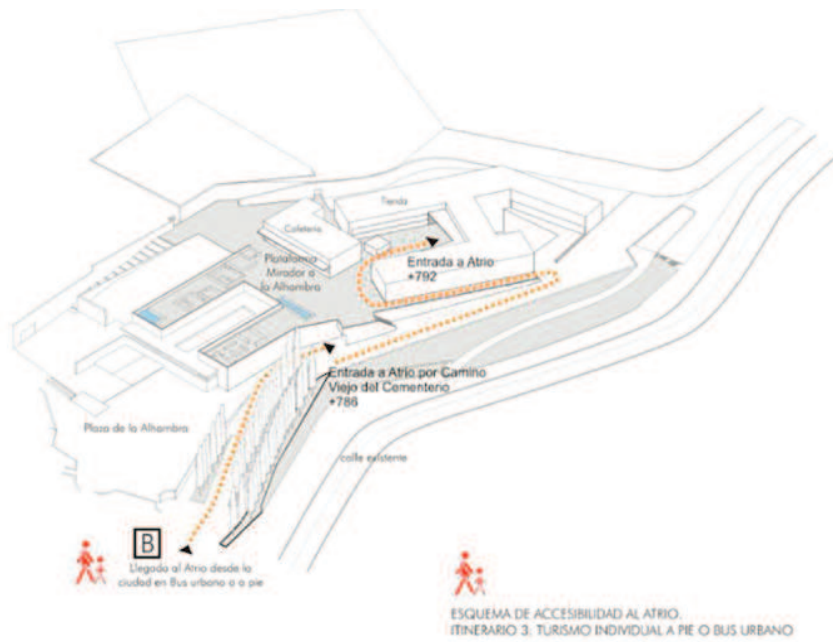 Tienda
Cafetería
Entrada a Atrio
+792
Plataforma
Mirador a
la Alhambra
Entrada a Atrio por Camino
Viejo del Cementerio
+786
Plaza de la Alhambra
calle existente
B
Llegada al Atrio desde la
ciudad en Bus urbano o a pie
ESQUEMA DE ACCESIBILIDAD AL ATRIO.
ITINERARIO 3: TURISMO INDIVIDUAL A PIE O BUS URBANO